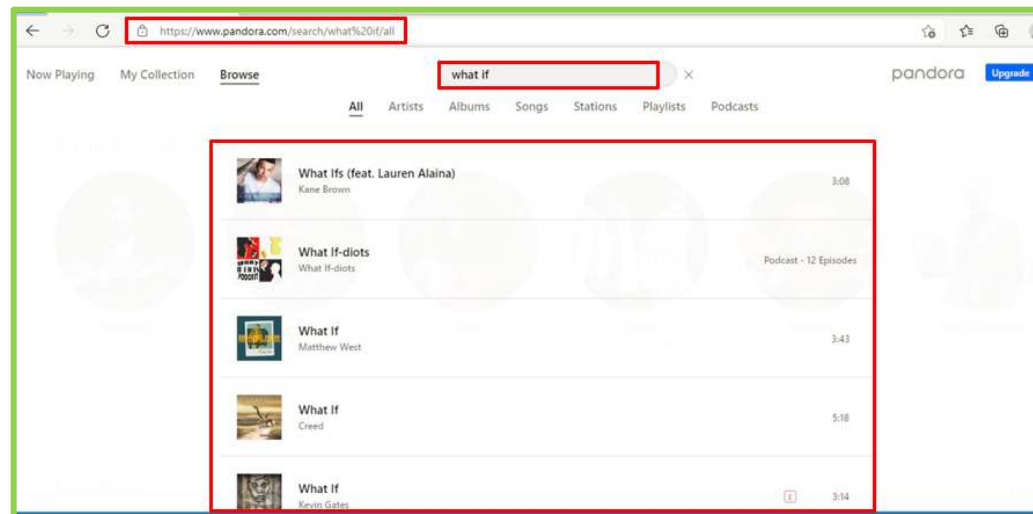 https://www.pandora.com/search/what%20if/all
Now Playing My Collection Browse what if × pandora Upgrade
All Artists Albums Songs Stations Playlists Podcasts
What Ifs (feat. Lauren Alaina)
Kane Brown
3:08
What If-diots
What If-diots
Podcast - 12 Episodes
What If
Matthew West
3:43
What If
Creed
5:18
What If
Kevin Gates
E 3:14